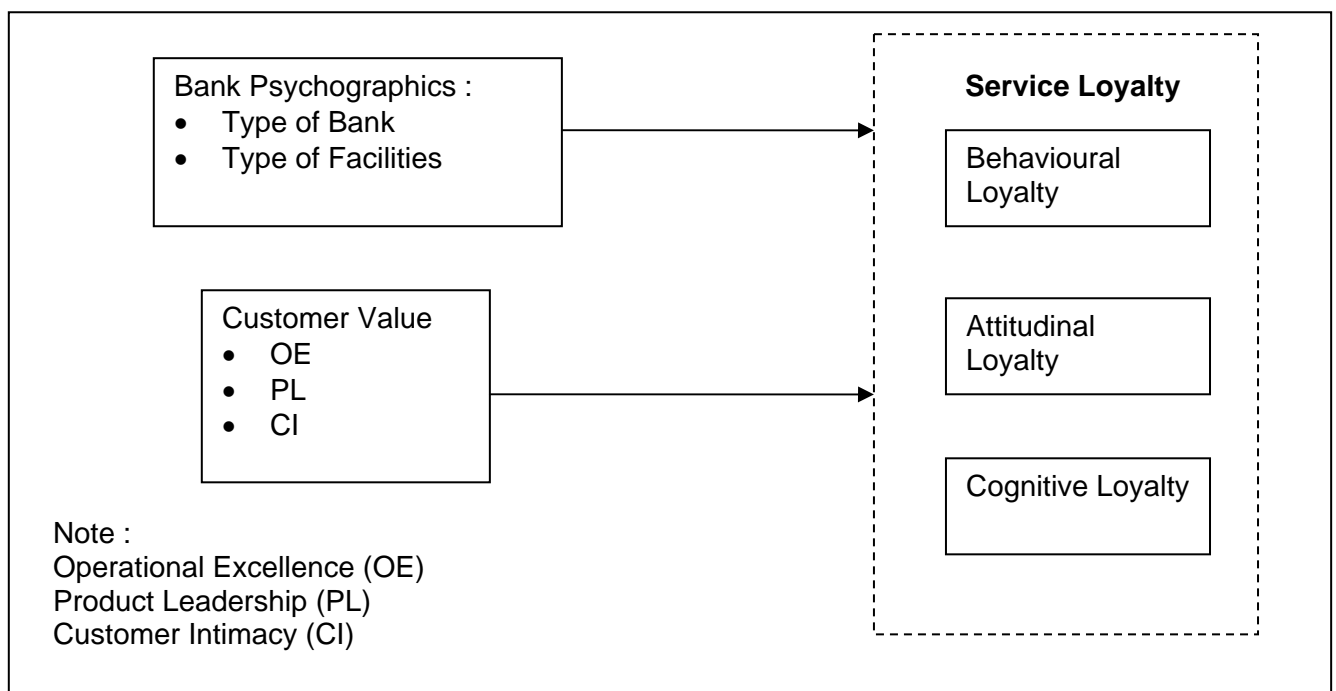 Bank Psychographics :
• Type of Bank
• Type of Facilities
Customer Value
• OE
• PL
• CI
Note :
Operational Excellence (OE)
Product Leadership (PL)
Customer Intimacy (CI)
Service Loyalty
Behavioural
Loyalty
Attitudinal
Loyalty
Cognitive Loyalty